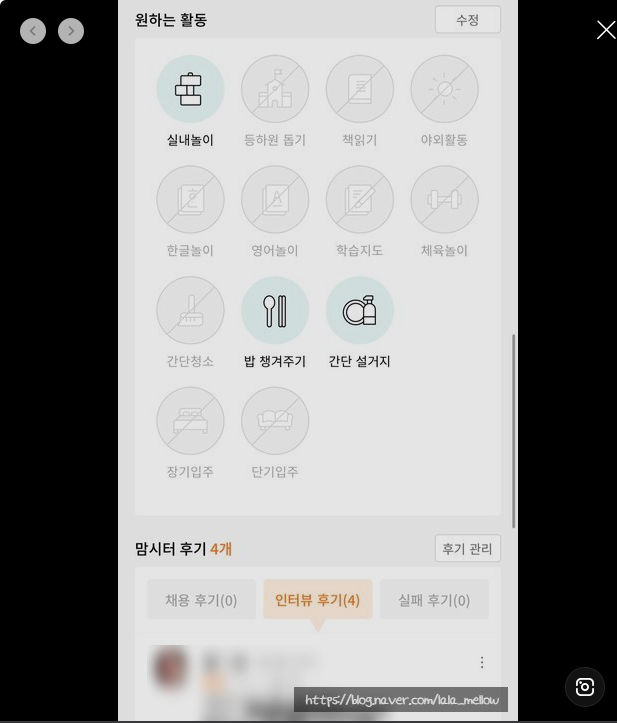 원하는 활동 수정
실내놀이 등하원 돕기 책읽기 야외활동
한글놀이 영어놀이 학습지도 체육놀이
간단청소 밥 챙겨주기 간단 설거지
장기입주 단기입주
맘시터 후기 4개 후기 관리
채용 후기(0) 인터뷰 후기(4) 실패 후기(0)
https://blog.naver.com/lala_mellow